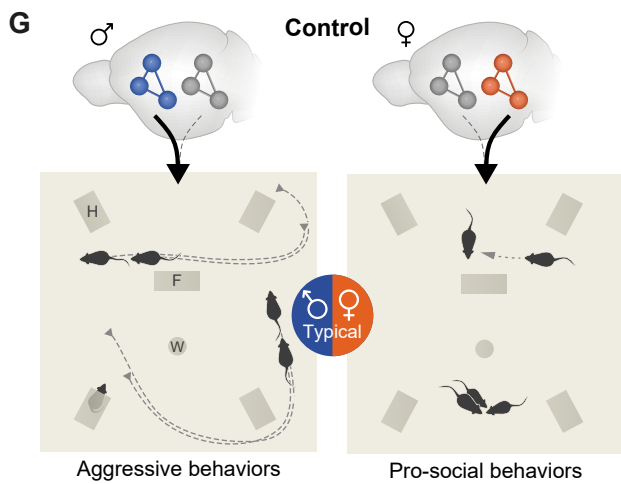 G
♂ Control ♀
H
F
W
♂ ♀
Typical
Aggressive behaviors
Pro-social behaviors